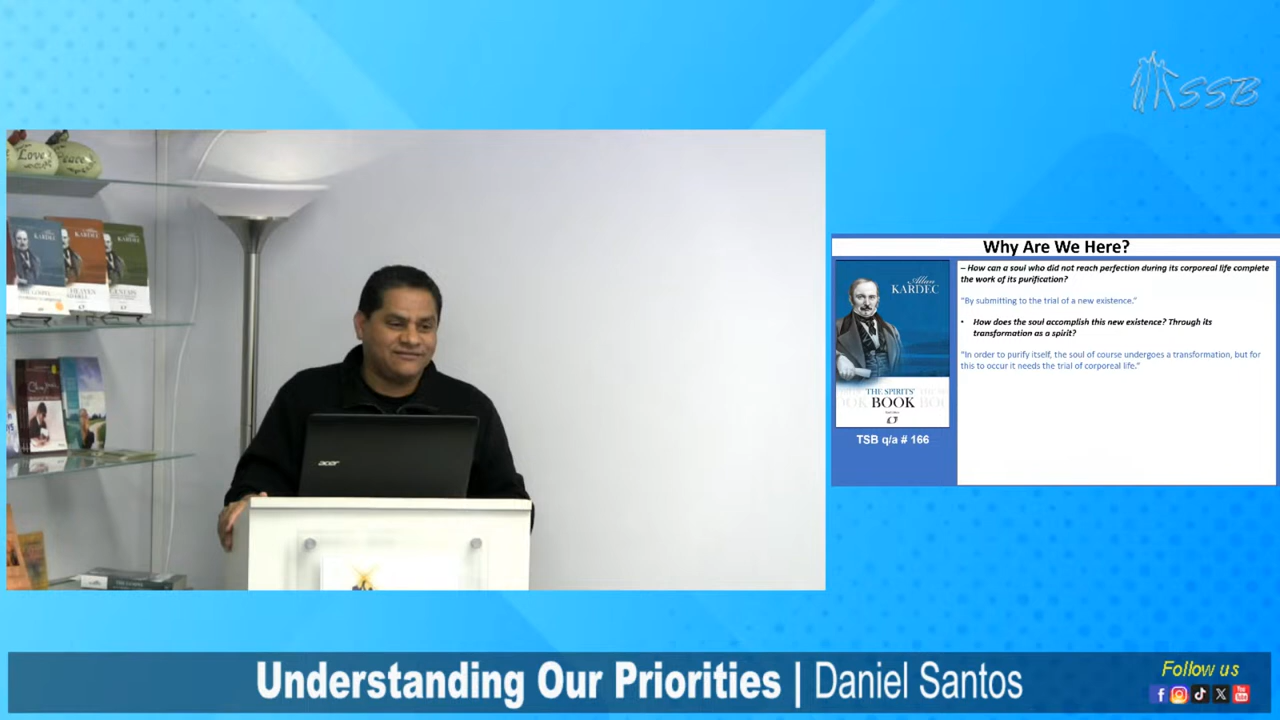 SSB
Love
Peace
KARDEC
KARDEC
KARDEC
HEAVEN
GENESIS
acer
Why Are We Here?
Allan
KARDEC
THE SPIRITS'
BOOK
TSB q/a # 166
– How can a soul who did not reach perfection during its corporeal life complete
the work of its purification?
“By submitting to the trial of a new existence.”
• How does the soul accomplish this new existence? Through its
transformation as a spirit?
“In order to purify itself, the soul of course undergoes a transformation, but for
this to occur it needs the trial of corporeal life.”
Understanding Our Priorities | Daniel Santos
Follow us